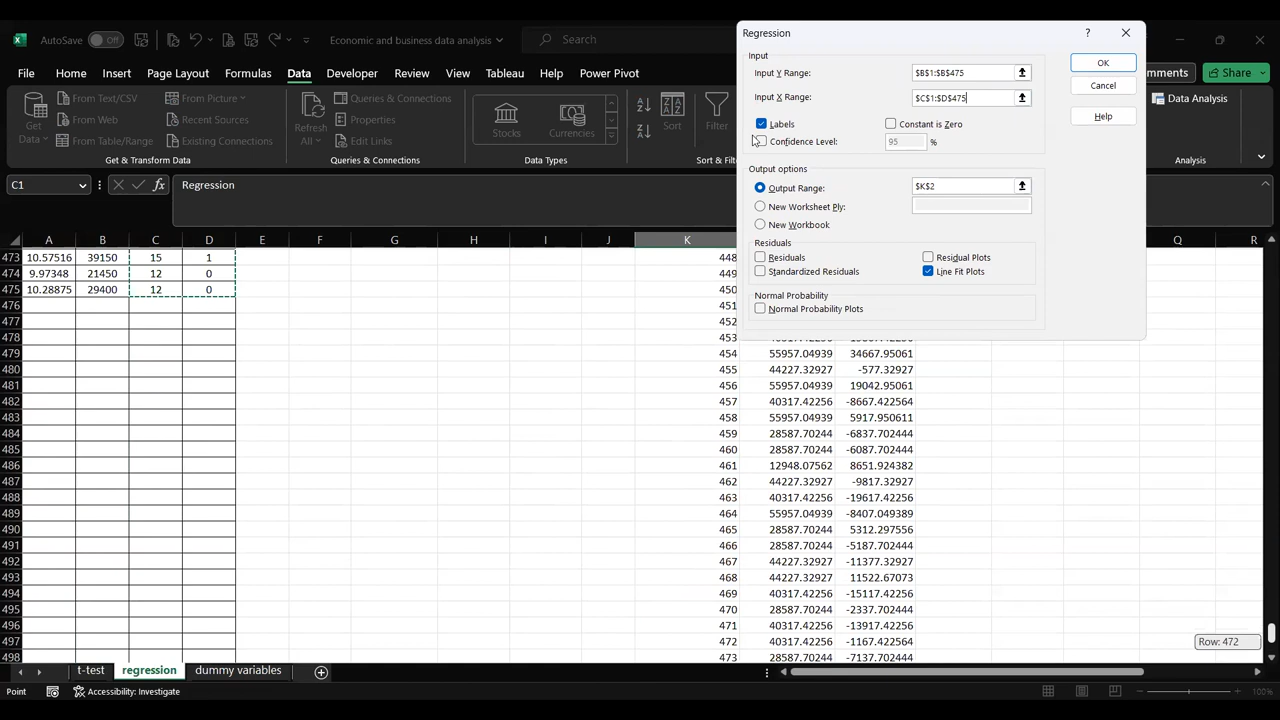 AutoSave Off Economic and business data analysis Search
File Home Insert Page Layout Data Developer Review View Tableau Help Power Pivot
mments Share
From Text/CSV From Picture
From Web Recent Sources
From Table/Range Existing Connections
Get & Transform Data
Refresh All
Queries & Connections
Properties
Edit Links
Queries & Connections
Stocks Currencies
Data Types
Sort Filter
Sort & Fil
Data Analysis
Analysis
C1 Regression
Regression
Input
Input Y Range: $B$1:$B$475
Input X Range: $C$1:$D$475
Labels Constant is Zero
Confidence Level: 95 %
Output options
Output Range: $K$2
New Worksheet Ply:
New Workbook
Residuals
Residuals Residual Plots
Standardized Residuals Line Fit Plots
Normal Probability
Normal Probability Plots
OK
Cancel
Help
A B C D E F G H I J K Q R
473 10.57516 39150 15 1 448
474 9.97348 21450 12 0 449
475 10.28875 29400 12 0 450
476 451
477 452
478 453
479 454 55957.04939 34667.95061
480 455 44227.32927 -577.32927
481 456 55957.04939 19042.95061
482 457 40317.42256 -8667.422564
483 458 55957.04939 5917.950611
484 459 28587.70244 -6837.702444
485 460 28587.70244 -6087.702444
486 461 12948.07562 8651.924382
487 462 44227.32927 -9817.32927
488 463 40317.42256 -19617.42256
489 464 55957.04939 -8407.049389
490 465 28587.70244 5312.297556
491 466 28587.70244 -5187.702444
492 467 44227.32927 -11377.32927
493 468 44227.32927 11522.67073
494 469 40317.42256 -15117.42256
495 470 28587.70244 -2337.702444
496 471 40317.42256 -13917.42256
497 472 40317.42256 -1167.422564
498 473 28587.70244 -7137.702444
Row: 472
t-test regression dummy variables
Point Accessibility: Investigate 100%